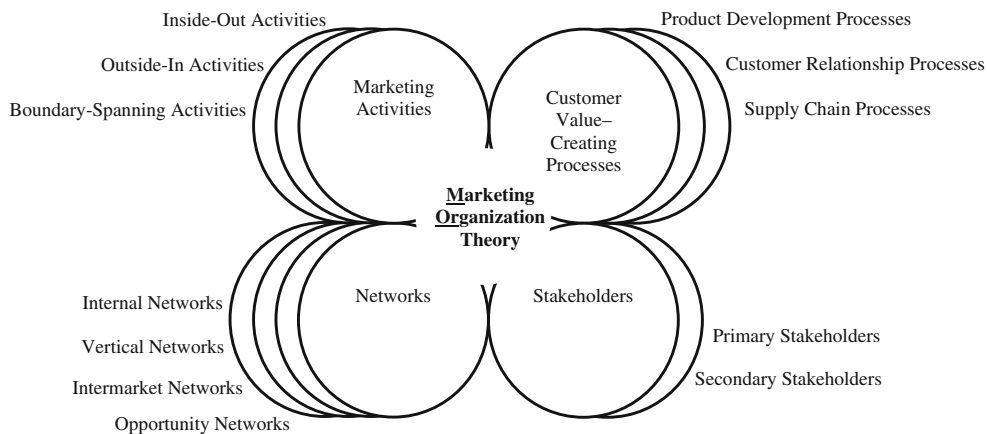 Inside-Out Activities
Outside-In Activities
Boundary-Spanning Activities
Marketing
Activities
Product Development Processes
Customer Relationship Processes
Supply Chain Processes
Customer
Value–
Creating
Processes
Marketing
Organization
Theory
Internal Networks
Vertical Networks
Intermarket Networks
Opportunity Networks
Networks
Stakeholders
Primary Stakeholders
Secondary Stakeholders